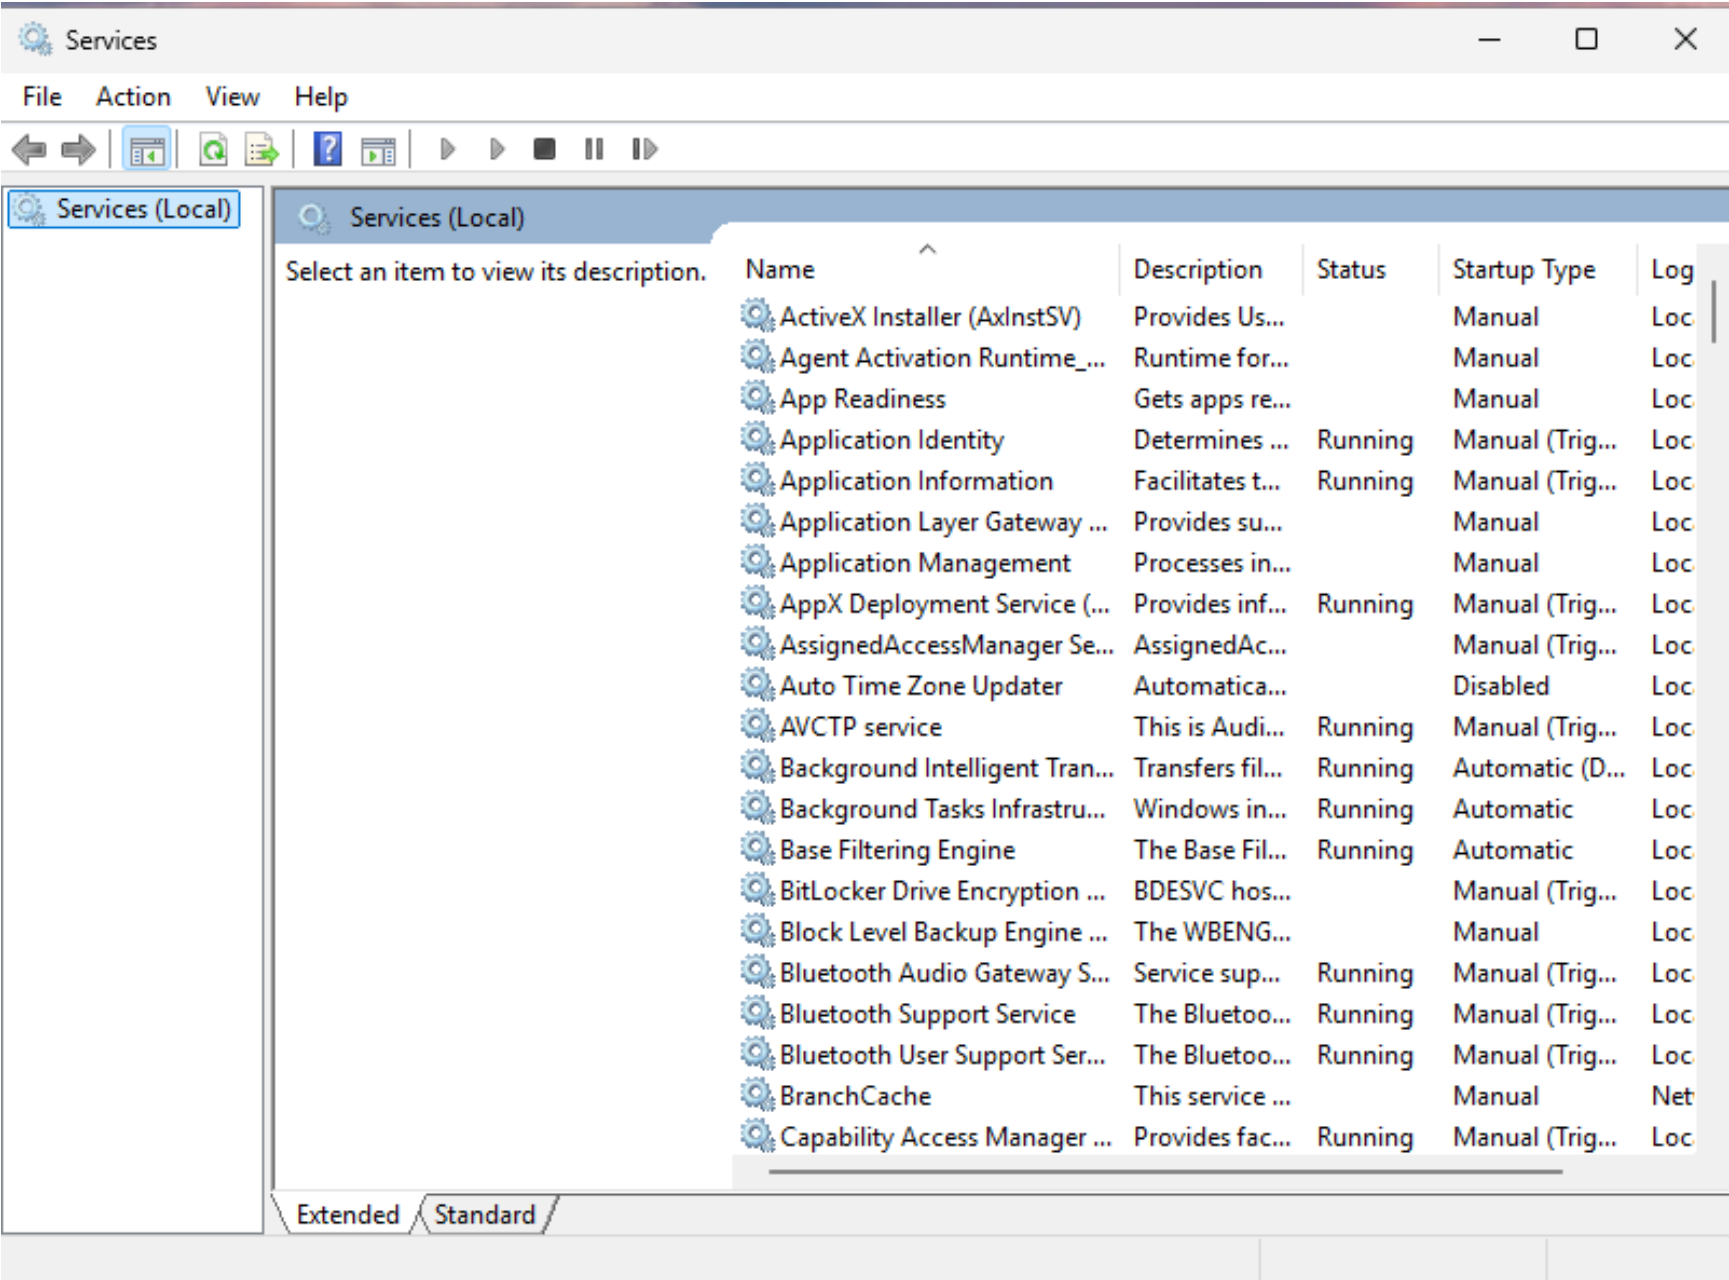 Services
File Action View Help
Services (Local)
Services (Local)
Select an item to view its description.
Name Description Status Startup Type Log
ActiveX Installer (AxInstSV) Provides Us... Manual Loc
Agent Activation Runtime_... Runtime for... Manual Loc
App Readiness Gets apps re... Manual Loc
Application Identity Determines ... Running Manual (Trig... Loc
Application Information Facilitates t... Running Manual (Trig... Loc
Application Layer Gateway ... Provides su... Manual Loc
Application Management Processes in... Manual Loc
AppX Deployment Service (... Provides inf... Running Manual (Trig... Loc
AssignedAccessManager Se... AssignedAc... Manual (Trig... Loc
Auto Time Zone Updater Automatica... Disabled Loc
AVCTP service This is Audi... Running Manual (Trig... Loc
Background Intelligent Tran... Transfers fil... Running Automatic (D... Loc
Background Tasks Infrastru... Windows in... Running Automatic Loc
Base Filtering Engine The Base Fil... Running Automatic Loc
BitLocker Drive Encryption ... BDESVC hos... Manual (Trig... Loc
Block Level Backup Engine ... The WBENG... Manual Loc
Bluetooth Audio Gateway S... Service sup... Running Manual (Trig... Loc
Bluetooth Support Service The Bluetoo... Running Manual (Trig... Loc
Bluetooth User Support Ser... The Bluetoo... Running Manual (Trig... Loc
BranchCache This service ... Manual Net
Capability Access Manager ... Provides fac... Running Manual (Trig... Loc
Extended Standard